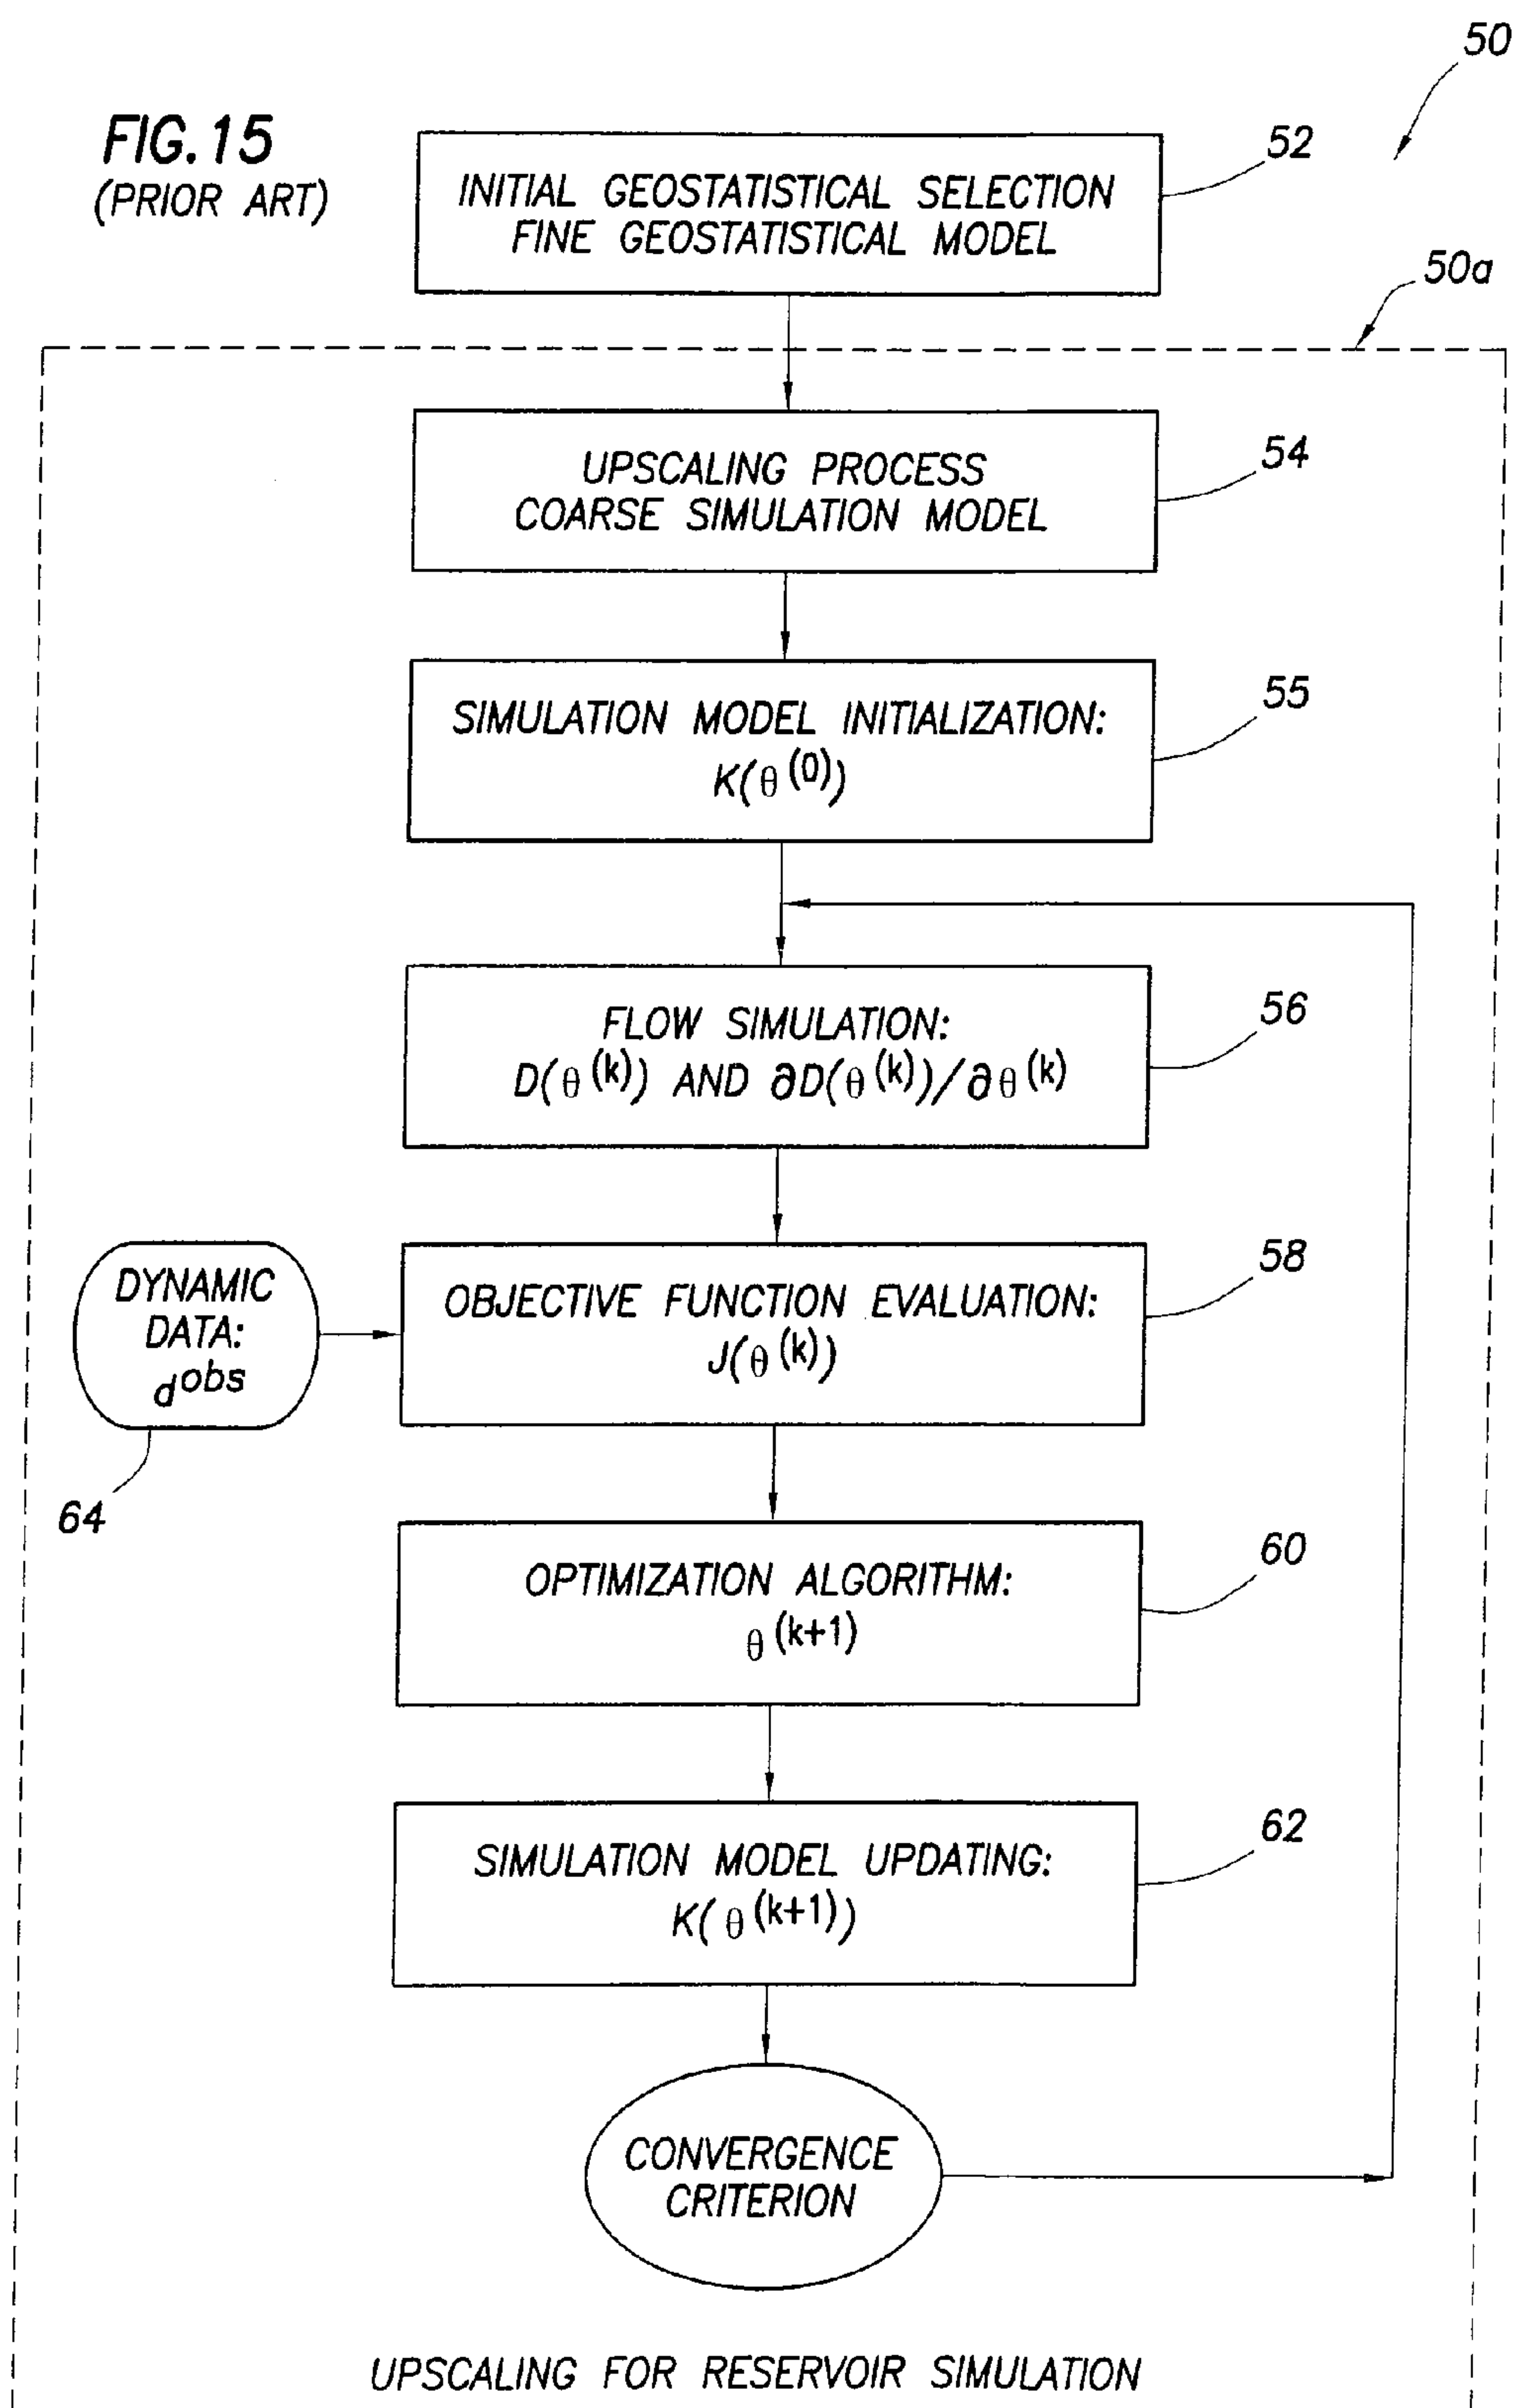 50
FIG.15
(PRIOR ART)
52
INITIAL GEOSTATISTICAL SELECTION
FINE GEOSTATISTICAL MODEL
50a
54
UPSCALING PROCESS
COARSE SIMULATION MODEL
55
SIMULATION MODEL INITIALIZATION:
K(θ(0))
56
FLOW SIMULATION:
D(θ(k)) AND ∂D(θ(k))/∂θ(k)
58
DYNAMIC
DATA:
dobs
OBJECTIVE FUNCTION EVALUATION:
J(θ(k))
64
60
OPTIMIZATION ALGORITHM:
θ(k+1)
62
SIMULATION MODEL UPDATING:
K(θ(k+1))
CONVERGENCE
CRITERION
UPSCALING FOR RESERVOIR SIMULATION